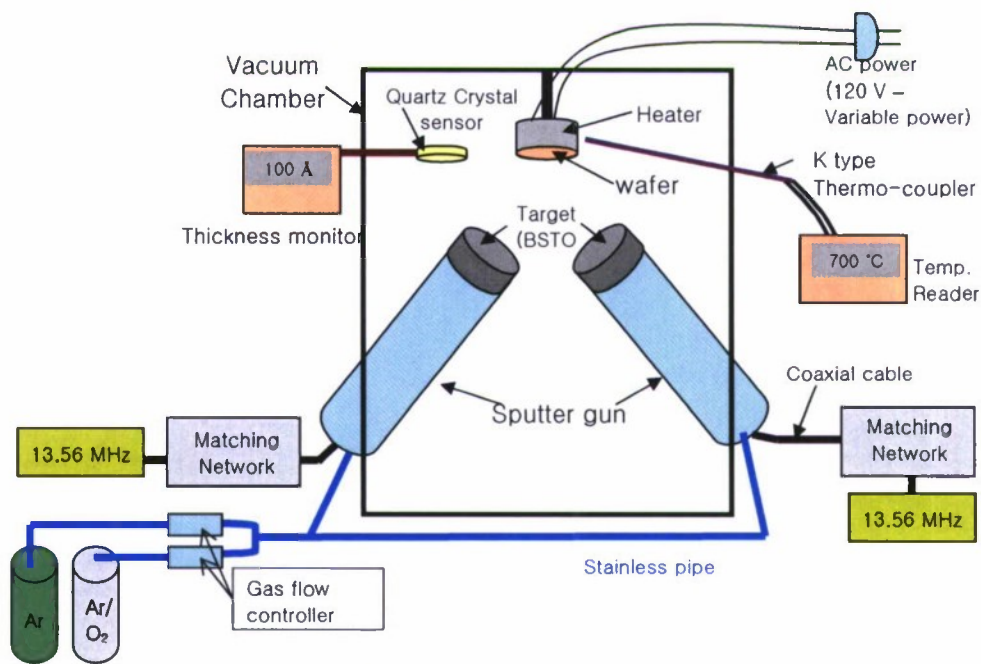 AC power
(120 V –
Variable power)
Vacuum
Chamber
Quartz Crystal
sensor
Heater
100 Å
wafer
K type
Thermo-coupler
Thickness monitor
Target
(BSTO
700 °C
Temp.
Reader
Coaxial cable
Sputter gun
13.56 MHz
Matching
Network
Matching
Network
13.56 MHz
Stainless pipe
Gas flow
controller
Ar
Ar/
O₂